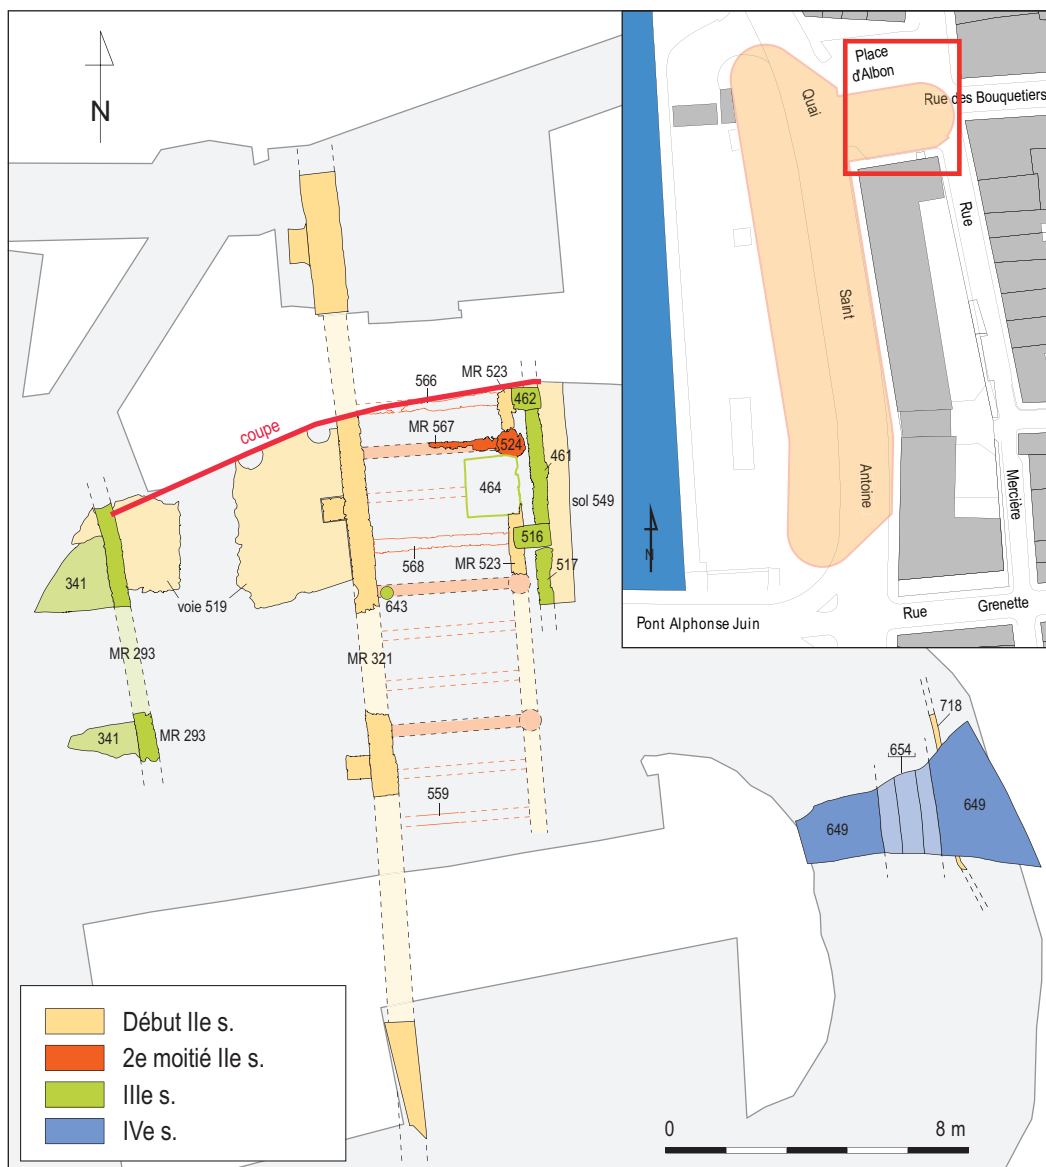 N
Place
d'Albon
Quai
Rue des Bouquetiers
Rue
Saint
Antoine
Mercière
Rue
Grenette
Pont Alphonse Juin
N
MR 523
566
462
coupe
MR 567
524
461
464
sol 549
516
341
568
MR 523
517
voie 519
643
MR 293
MR 321
341
MR 293
718
654
559
649
649
Début IIe s.
2e moitié IIe s.
IIIe s.
IVe s.
0
8 m